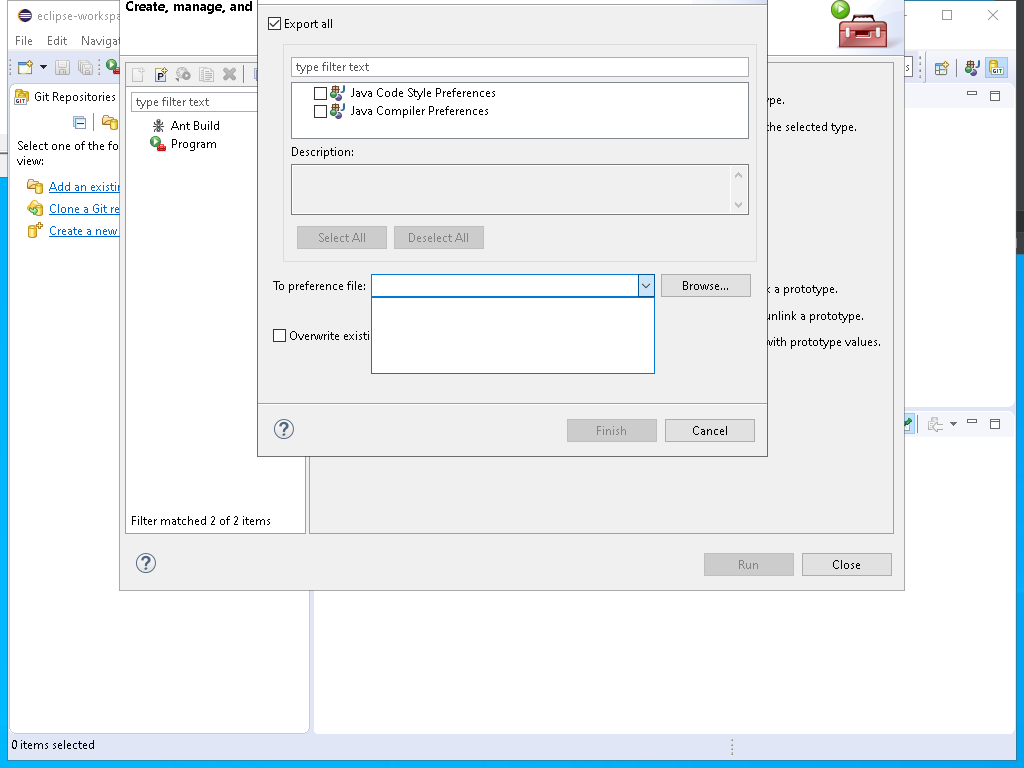 eclipse-workspa
Create, manage, and
File Edit Navigat
Export all
type filter text
Git Repositories
type filter text
Java Code Style Preferences
ype.
Java Compiler Preferences
Ant Build
the selected type.
Program
Select one of the fo
view:
Description:
Add an existin
Clone a Git re
Create a new
Select All
Deselect All
To preference file:
Browse...
k a prototype.
unlink a prototype.
Overwrite existi
with prototype values.
Finish
Cancel
Filter matched 2 of 2 items
Run
Close
0 items selected